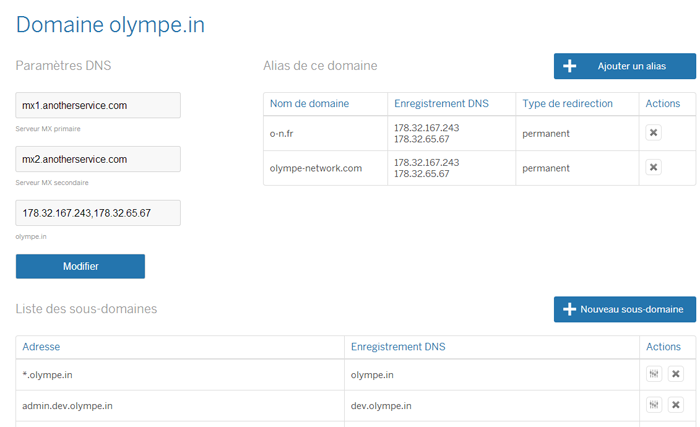 Domaine olympe.in
Paramètres DNS
mx1.anotherservice.com
Serveur MX primaire
mx2.anotherservice.com
Serveur MX secondaire
178.32.167.243,178.32.65.67
olympe.in
Modifier
Alias de ce domaine
Ajouter un alias
Nom de domaine Enregistrement DNS Type de redirection Actions
o-n.fr 178.32.167.243 permanent
178.32.65.67
olympe-network.com 178.32.167.243 permanent
178.32.65.67
Liste des sous-domaines
Nouveau sous-domaine
Adresse Enregistrement DNS Actions
*.olympe.in olympe.in
admin.dev.olympe.in dev.olympe.in